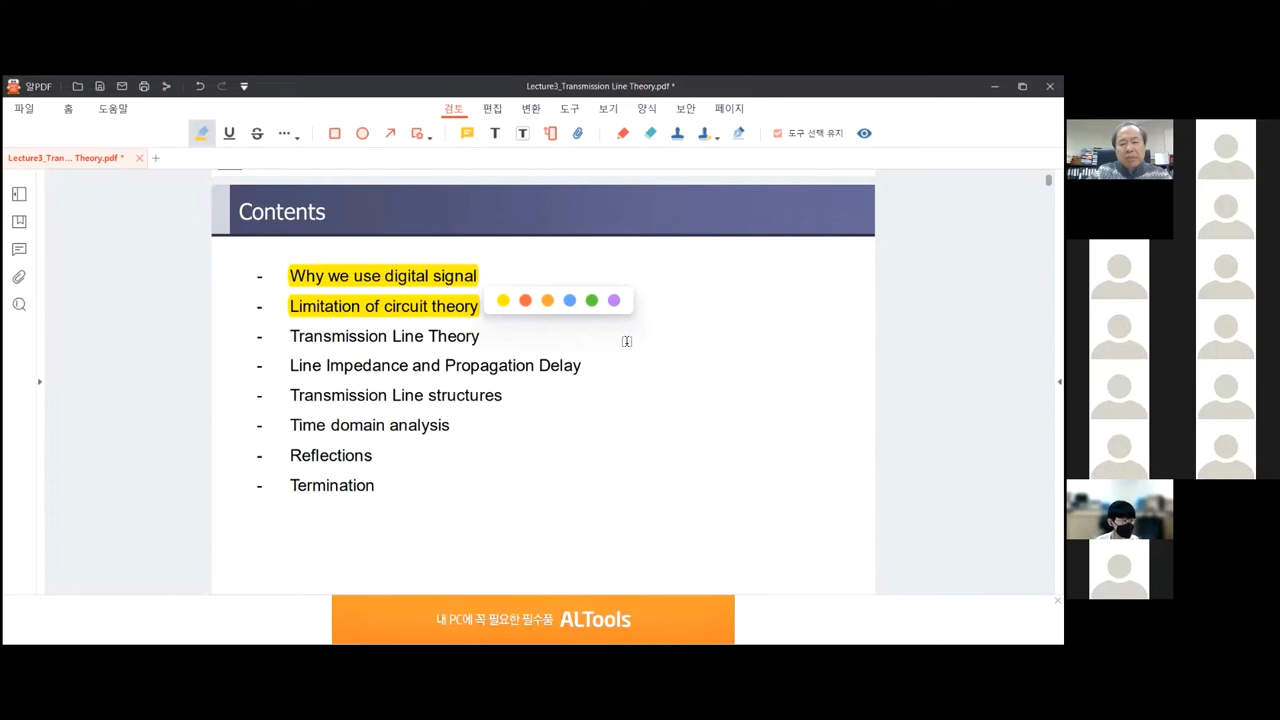 알PDF
Lecture3_Transmission Line Theory.pdf *
파일 홈 도움말 검토 편집 변환 도구 보기 양식 보안 페이지
도구 선택 유지
Lecture3_Tran... Theory.pdf *
Contents
- Why we use digital signal
- Limitation of circuit theory
- Transmission Line Theory
- Line Impedance and Propagation Delay
- Transmission Line structures
- Time domain analysis
- Reflections
- Termination
내 PC에 꼭 필요한 필수품 ALTools